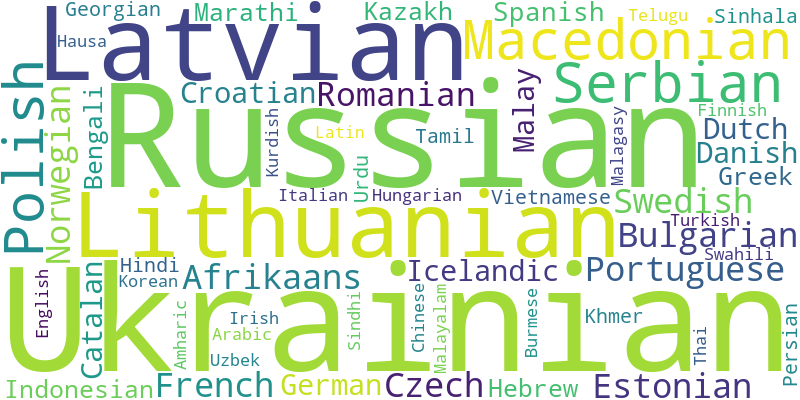 Georgian
Marathi
Kazakh
Spanish
Telugu
Sinhala
Hausa
Latvian
Macedonian
Polish
Norwegian
Bengali
Croatian
Romanian
Malay
Serbian
Russian
Kurdish
Latin
Tamil
Urdu
Malagasy
Finnish
Dutch
Danish
Greek
Italian
Hungarian
Vietnamese
Swedish
Turkish
Lithuanian
Bulgarian
Swahili
Ukrainian
English
Catalan
Hindi
Korean
Afrikaans
Icelandic
Portuguese
Amharic
Irish
Arabic
Uzbek
Sindhi
Chinese
Malayalam
Burmese
Khmer
Thai
Persian
Indonesian
French
German
Czech
Hebrew
Estonian